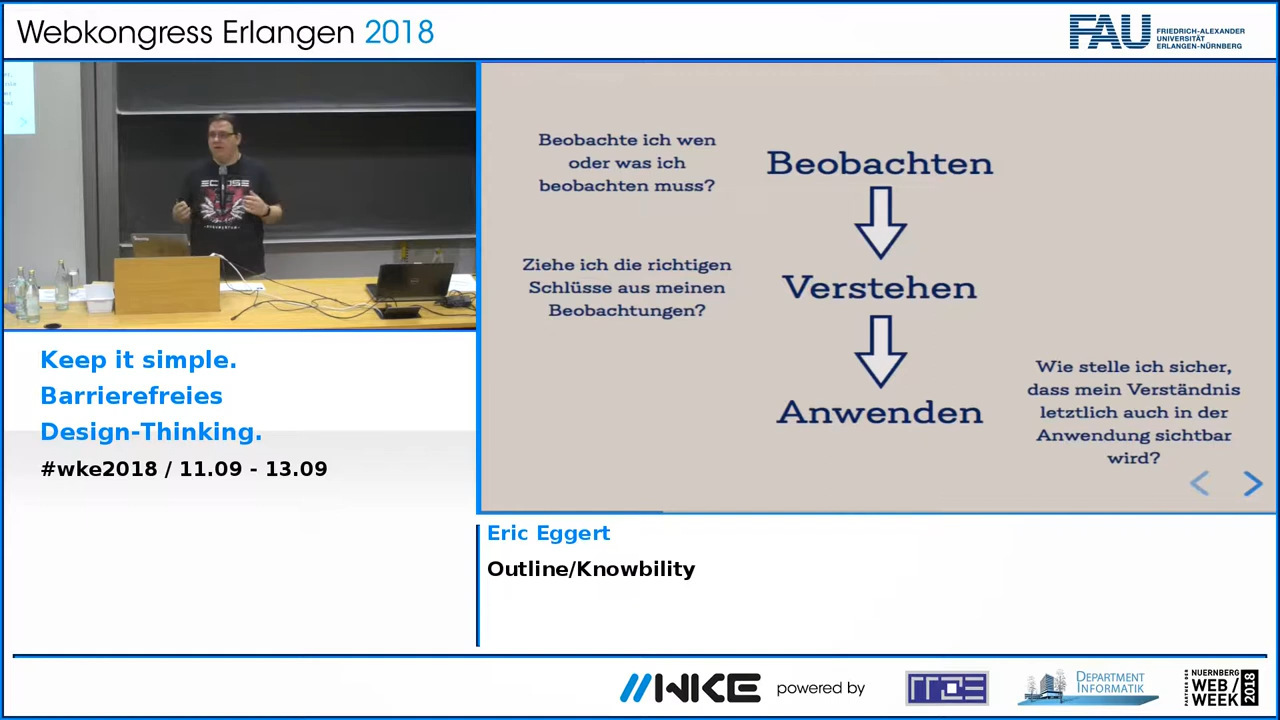 Webkongress Erlangen 2018
FAU
FRIEDRICH-ALEXANDER
UNIVERSITÄT
ERLANGEN-NÜRNBERG
Beobachte ich wen
oder was ich
beobachten muss?
Beobachten
Ziehe ich die richtigen
Schlüsse aus meinen
Beobachtungen?
Verstehen
Anwenden
Wie stelle ich sicher,
dass mein Verständnis
letztlich auch in der
Anwendung sichtbar
wird?
Keep it simple.
Barrierefreies
Design-Thinking.
#wke2018 / 11.09 - 13.09
Eric Eggert
Outline/Knowbility
//WKE
powered by
RRZE
DEPARTMENT
INFORMATIK
PARTNER DER
NUERNBERG
WEB/
WEEK
2018